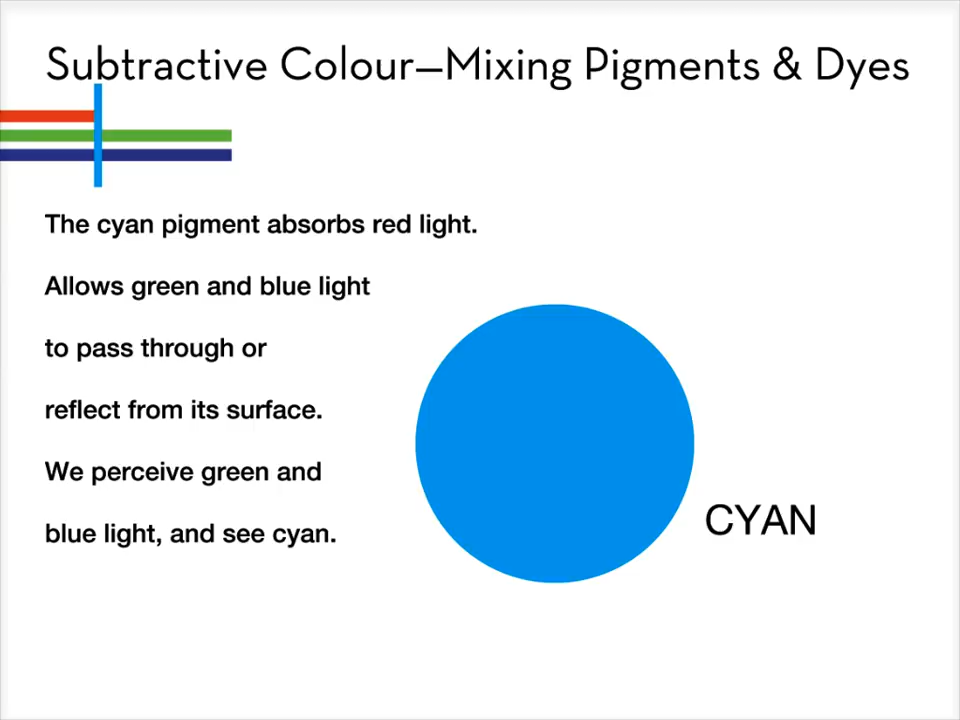 Subtractive Colour—Mixing Pigments & Dyes
The cyan pigment absorbs red light.
Allows green and blue light
to pass through or
reflect from its surface.
We perceive green and
blue light, and see cyan.
CYAN